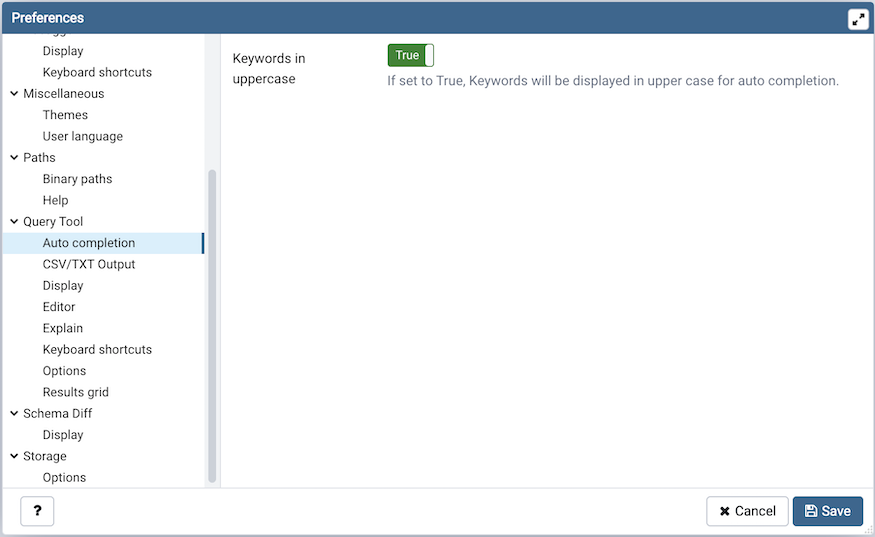 Preferences
Display
Keyboard shortcuts
Miscellaneous
Themes
User language
Paths
Binary paths
Help
Query Tool
Auto completion
CSV/TXT Output
Display
Editor
Explain
Keyboard shortcuts
Options
Results grid
Schema Diff
Display
Storage
Options
Keywords in
uppercase
True
If set to True, Keywords will be displayed in upper case for auto completion.
?
Cancel
Save